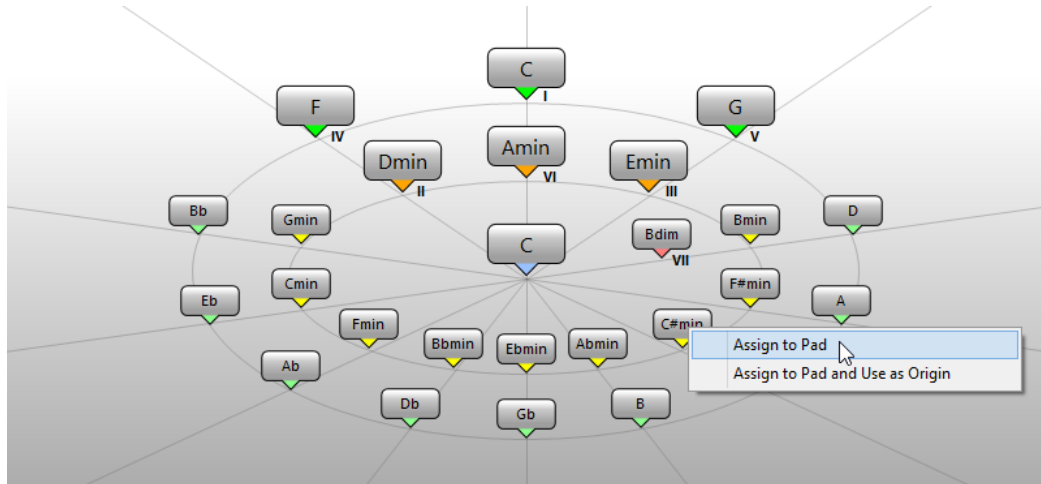 C
I
F
IV
G
V
Amin
VI
Dmin
II
Emin
III
Bb
Gmin
Bmin
D
C
Bdim
VII
Cmin
F#min
Eb
A
Fmin
C#min
Bbmin
Ebmin
Abmin
Assign to Pad
Assign to Pad and Use as Origin
Ab
Db
Gb
B